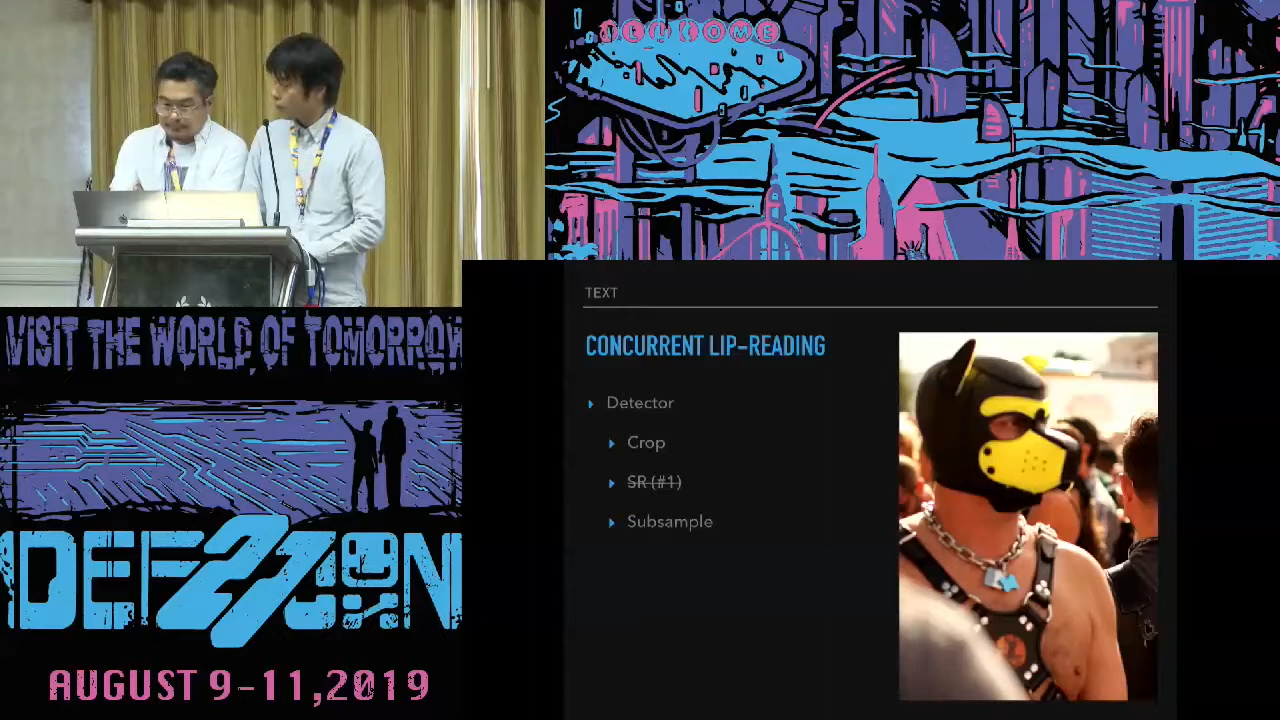 WELCOME
VISIT THE WORLD OF TOMORROW
DEF CON
27
AUGUST 9-11,2019
TEXT
CONCURRENT LIP-READING
Detector
Crop
SR (#1)
Subsample